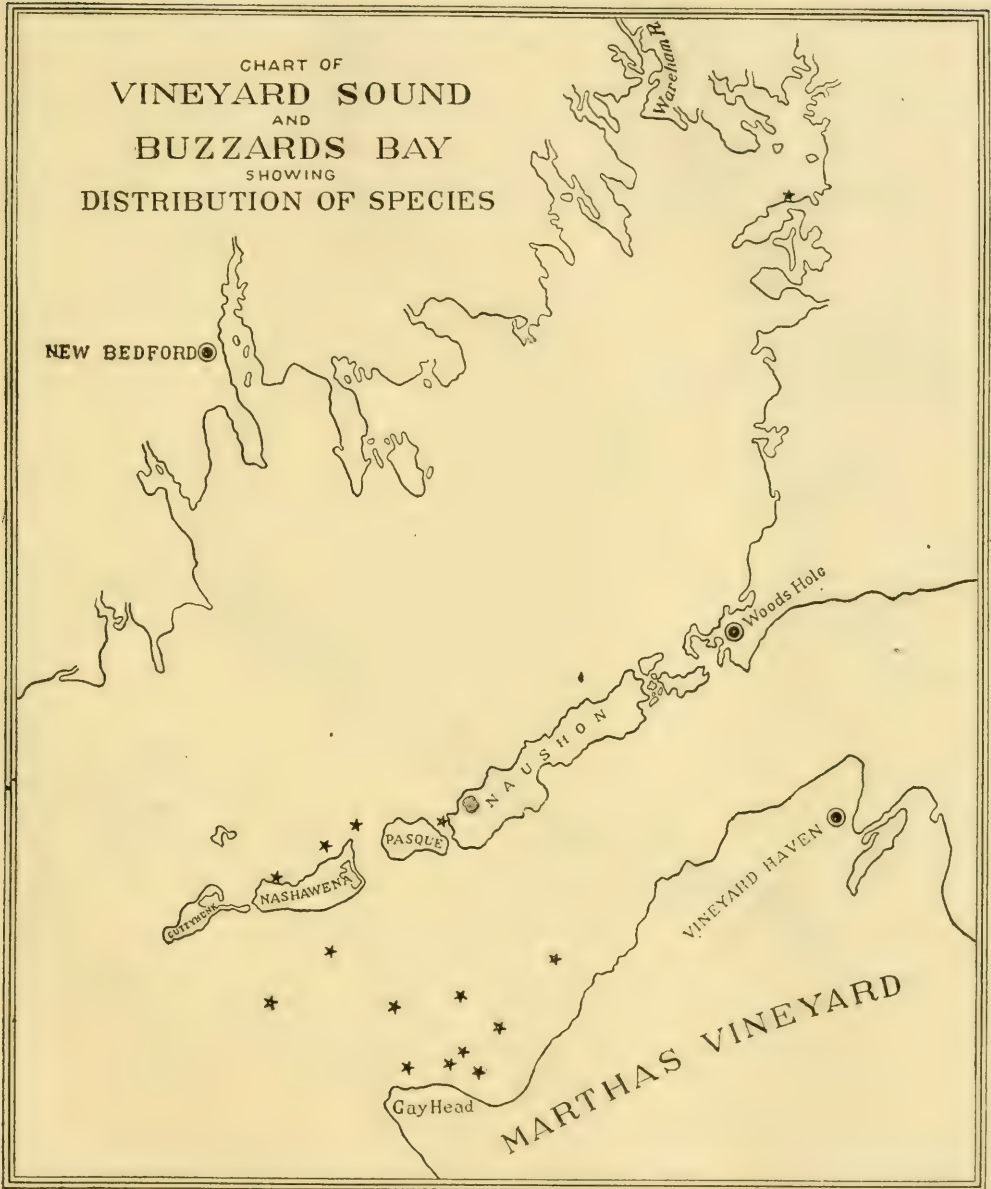 CHART OF
VINEYARD SOUND
AND
BUZZARDS BAY
SHOWING
DISTRIBUTION OF SPECIES
Wareham R.
NEW BEDFORD
Woods Hole
NAUSHON
PASQUE
NASHAWENA
CUTTYHUNK
VINEYARD HAVEN
MARTHAS VINEYARD
Gay Head